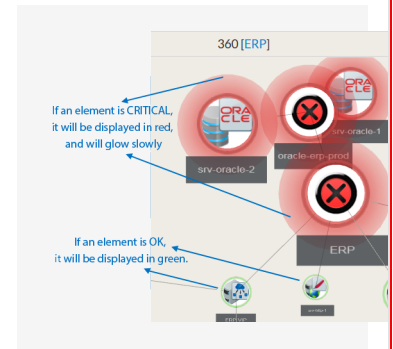 360 [ERP]
If an element is CRITICAL,
it will be displayed in red,
and will glow slowly
ORA
CLE
ORA
CLE
srv-oracle-1
oracle-erp-prod
srv-oracle-2
ERP
If an element is OK,
it will be displayed in green.